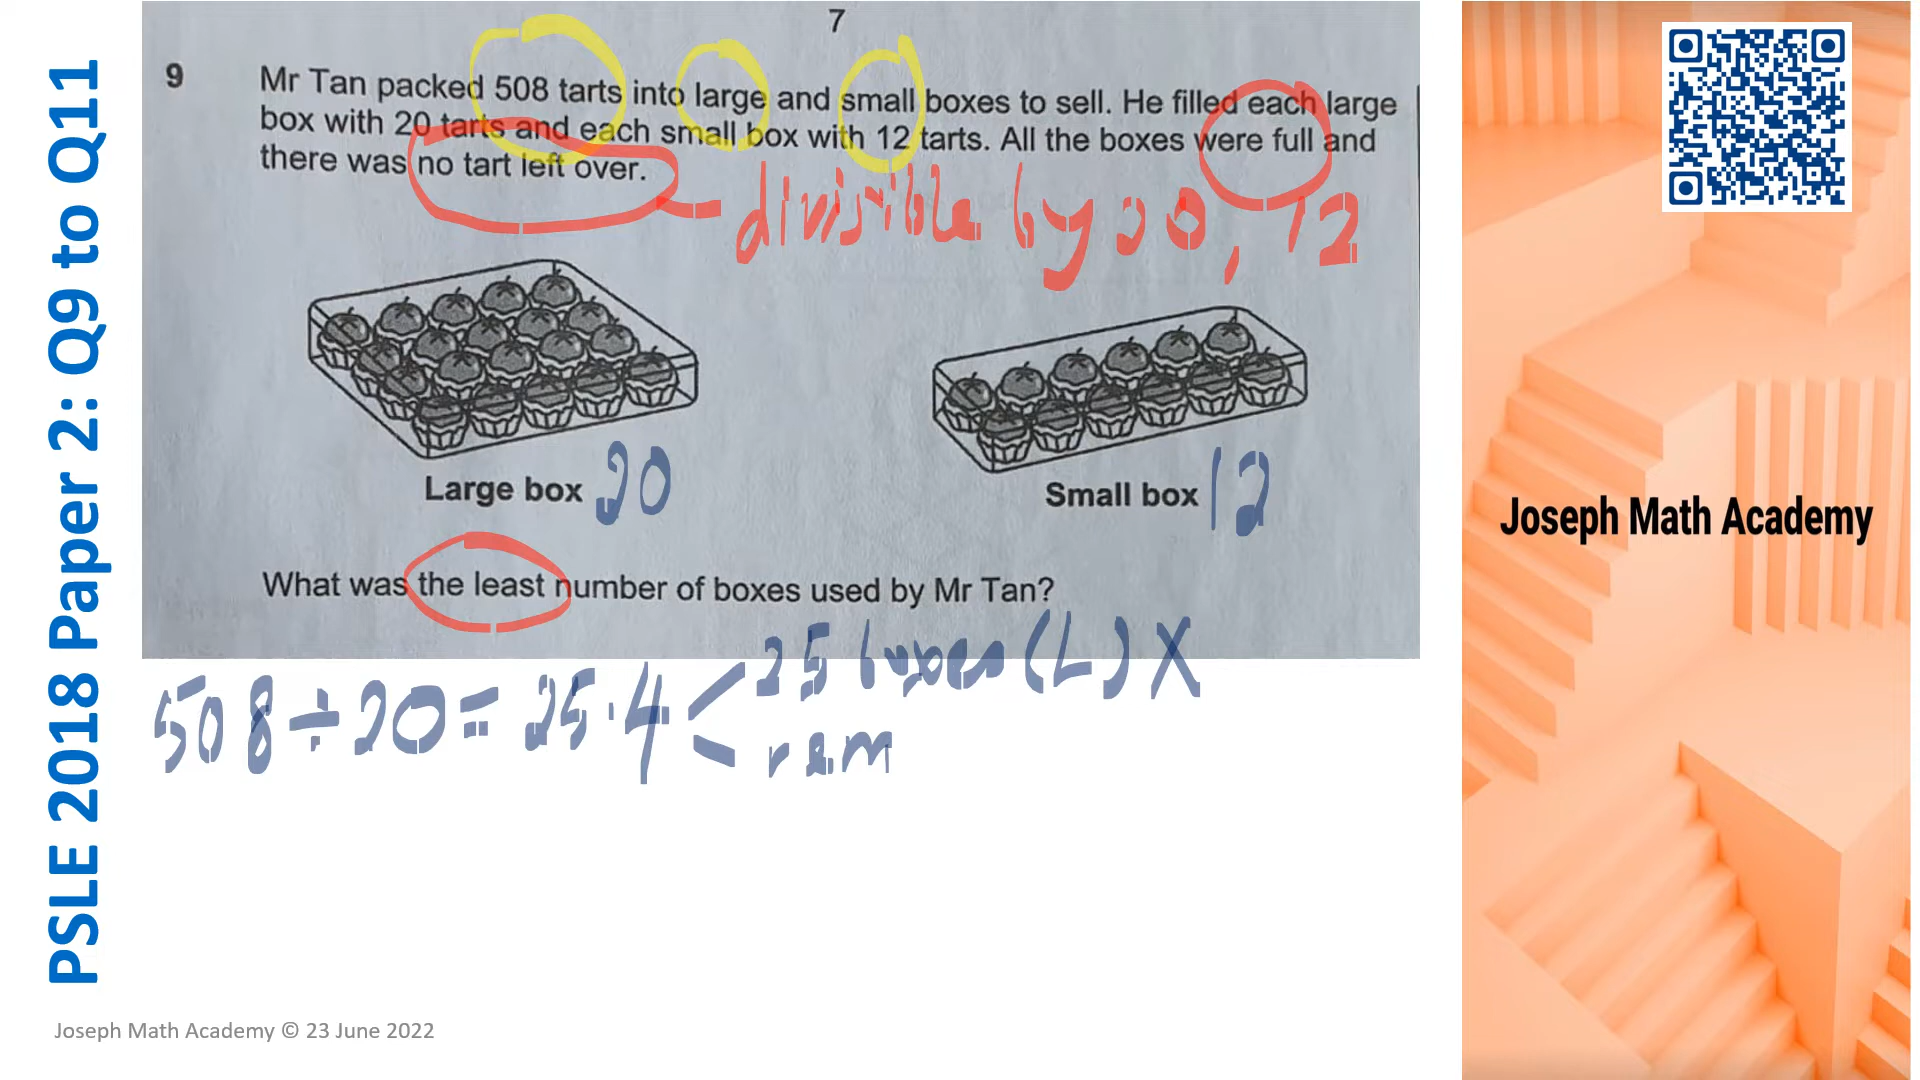 PSLE 2018 Paper 2: Q9 to Q11
7
9 Mr Tan packed 508 tarts into large and small boxes to sell. He filled each large
box with 20 tarts and each small box with 12 tarts. All the boxes were full and
there was no tart left over.
divisible by 20, 12
Large box 20
Small box 12
What was the least number of boxes used by Mr Tan?
508 ÷ 20 = 25.4 < 25 boxes (L) X
rem
Joseph Math Academy
Joseph Math Academy © 23 June 2022